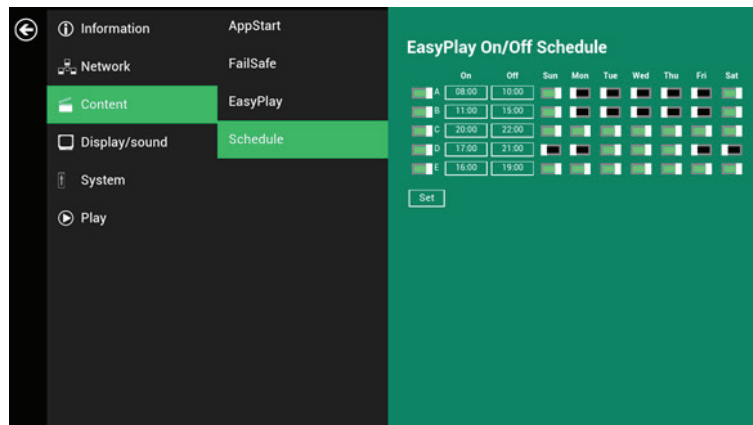 Information
Network
Content
Display/sound
System
Play
AppStart
FailSafe
EasyPlay
Schedule
EasyPlay On/Off Schedule
On Off Sun Mon Tue Wed Thu Fri Sat
A 08:00 10:00
B 11:00 15:00
C 20:00 22:00
D 17:00 21:00
E 16:00 19:00
Set